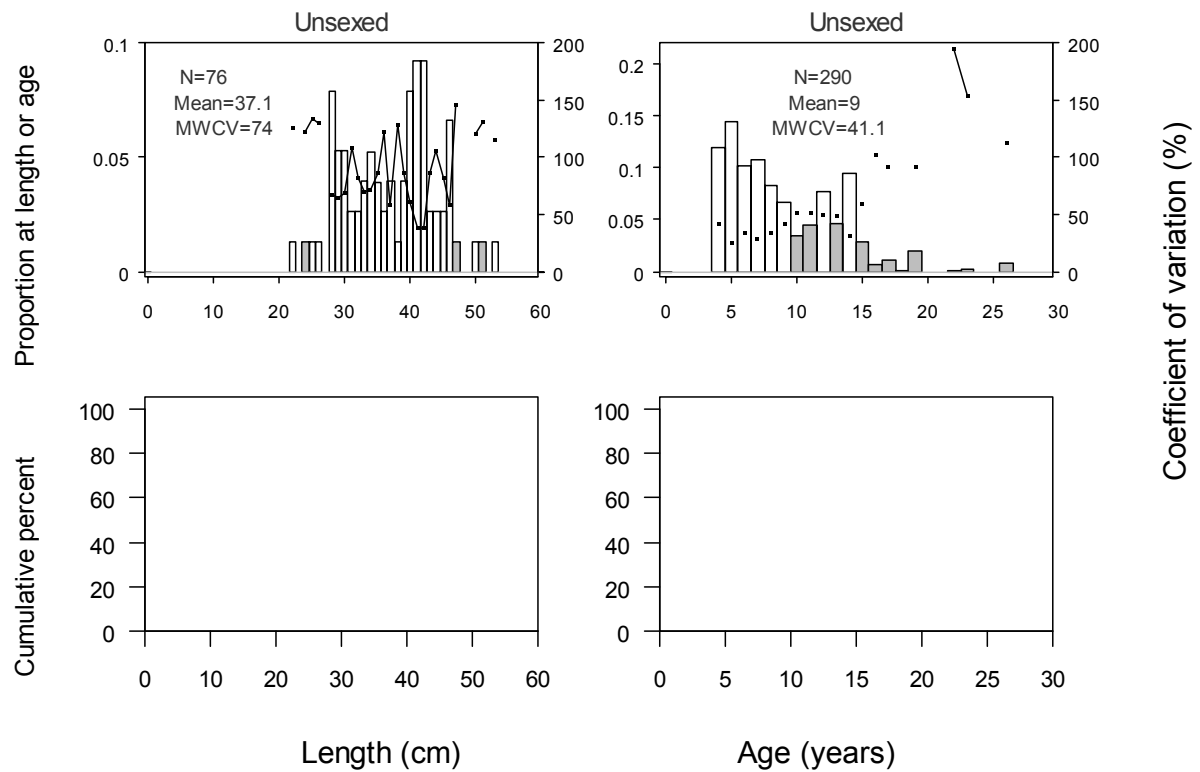 Unsexed
Unsexed
Proportion at length or age
0.1
0.05
0
N=76
Mean=37.1
MWCV=74
200
150
100
50
0
0 10 20 30 40 50 60
0.2
0.15
0.1
0.05
0
N=290
Mean=9
MWCV=41.1
200
150
100
50
0
0 5 10 15 20 25 30
Coefficient of variation (%)
Cumulative percent
100
80
60
40
20
0
0 10 20 30 40 50 60
100
80
60
40
20
0
0 5 10 15 20 25 30
Length (cm)
Age (years)